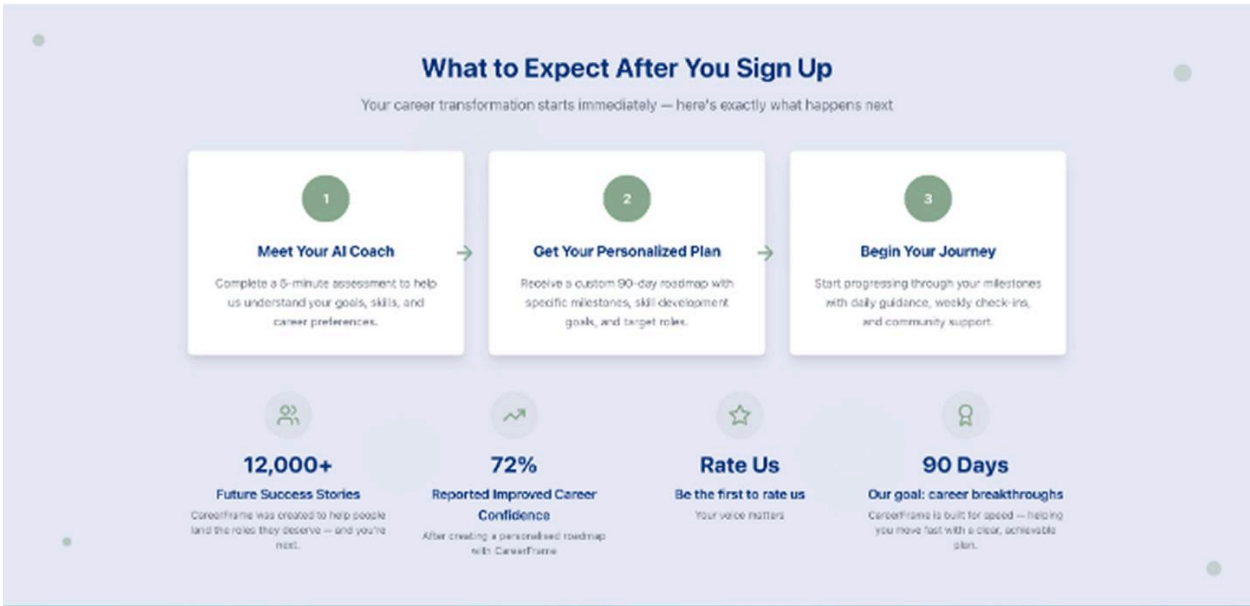 What to Expect After You Sign Up
Your career transformation starts immediately — here's exactly what happens next
1
Meet Your AI Coach
Complete a 5-minute assessment to help
us understand your goals, skills, and
career preferences.
2
Get Your Personalized Plan
Receive a custom 90-day roadmap with
specific milestones, skill development
goals, and target roles.
3
Begin Your Journey
Start progressing through your milestones
with daily guidance, weekly check-ins,
and community support.
12,000+
Future Success Stories
CareerFrame was created to help people
land the roles they deserve — and you're
next.
72%
Reported Improved Career
Confidence
After creating a personalised roadmap
with CareerFrame
Rate Us
Be the first to rate us
Your voice matters
90 Days
Our goal: career breakthroughs
CareerFrame is built for speed — helping
you move fast with a clear, achievable
plan.